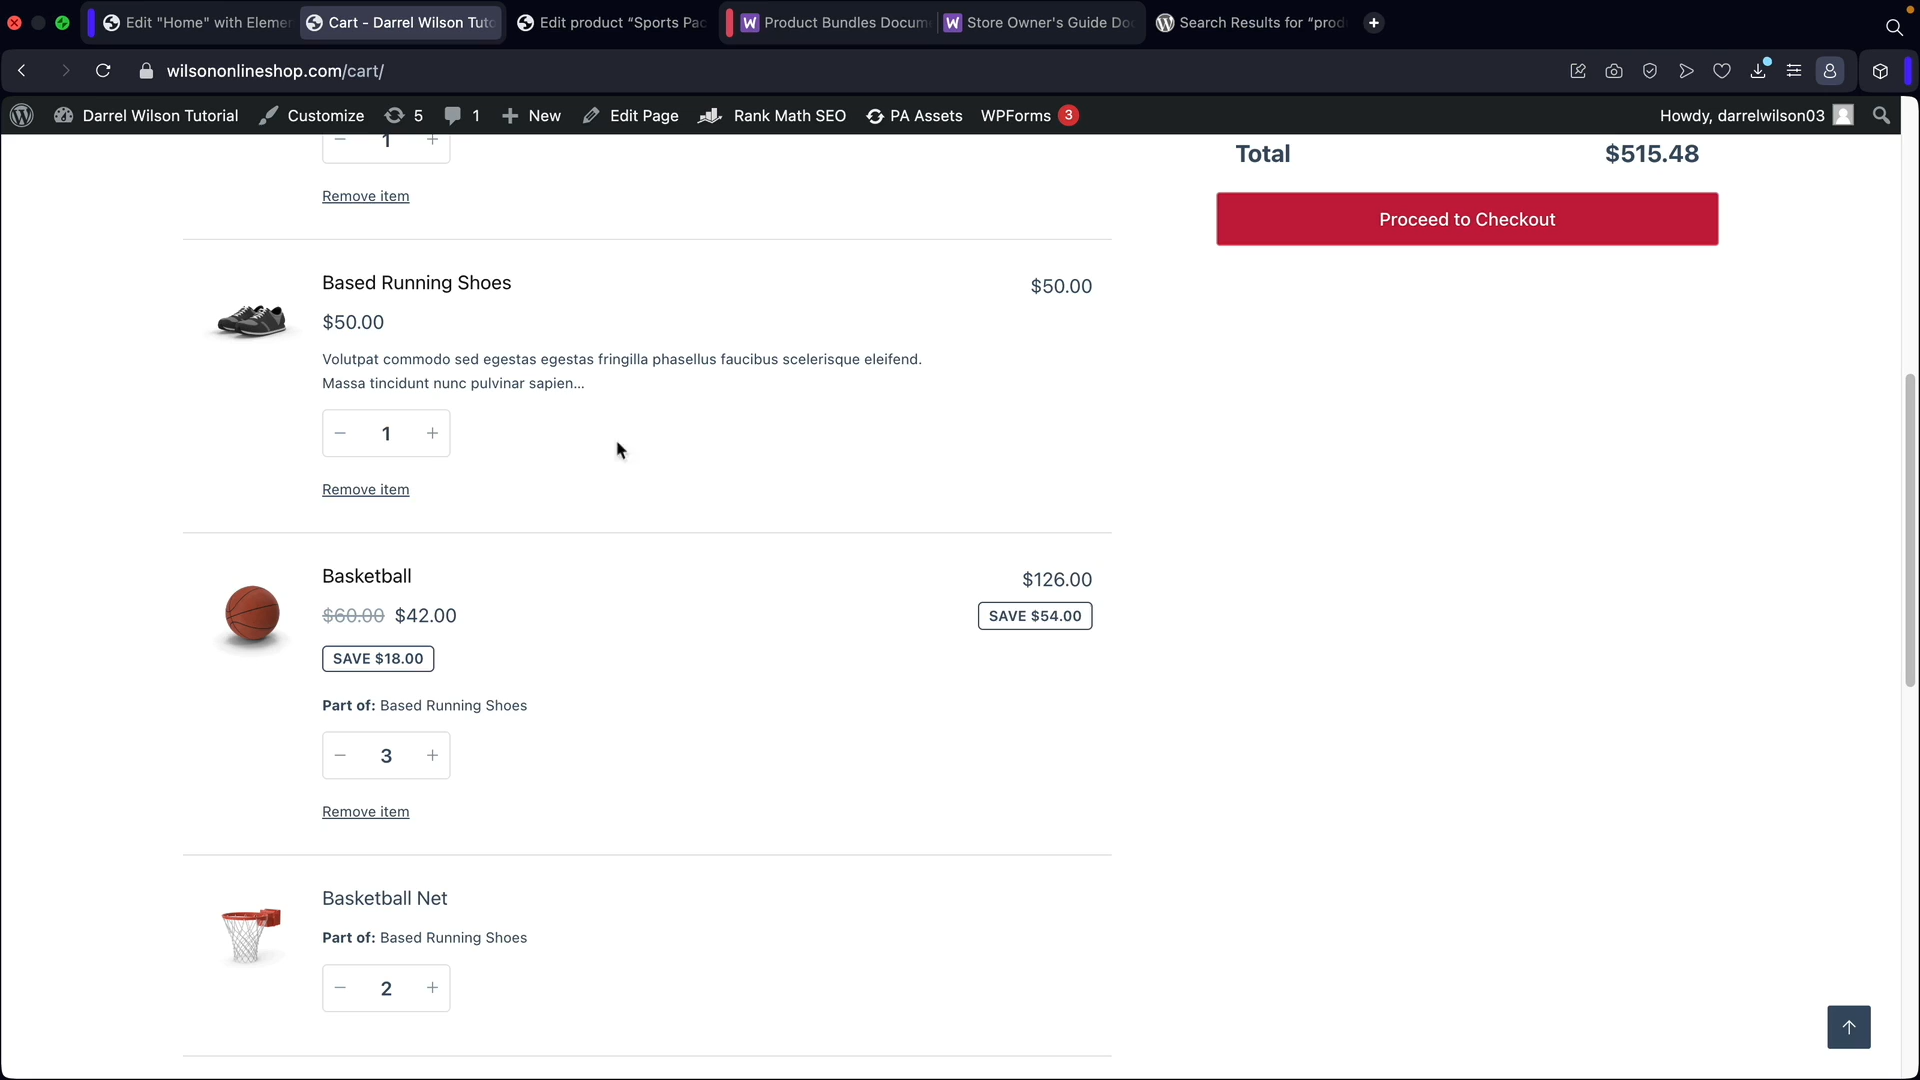 Edit "Home" with Elemen
Cart - Darrel Wilson Tuto
Edit product “Sports Pac
W Product Bundles Docum
W Store Owner's Guide Do
Search Results for “prod
wilsononlineshop.com/cart/
Darrel Wilson Tutorial
Customize
5
1
New
Edit Page
Rank Math SEO
PA Assets
WPForms 3
Howdy, darrelwilson03
− 1 +
Remove item
Total $515.48
Proceed to Checkout
Based Running Shoes $50.00
$50.00
Volutpat commodo sed egestas egestas fringilla phasellus faucibus scelerisque eleifend.
Massa tincidunt nunc pulvinar sapien...
− 1 +
Remove item
Basketball $126.00
$60.00 $42.00 SAVE $54.00
SAVE $18.00
Part of: Based Running Shoes
− 3 +
Remove item
Basketball Net
Part of: Based Running Shoes
− 2 +